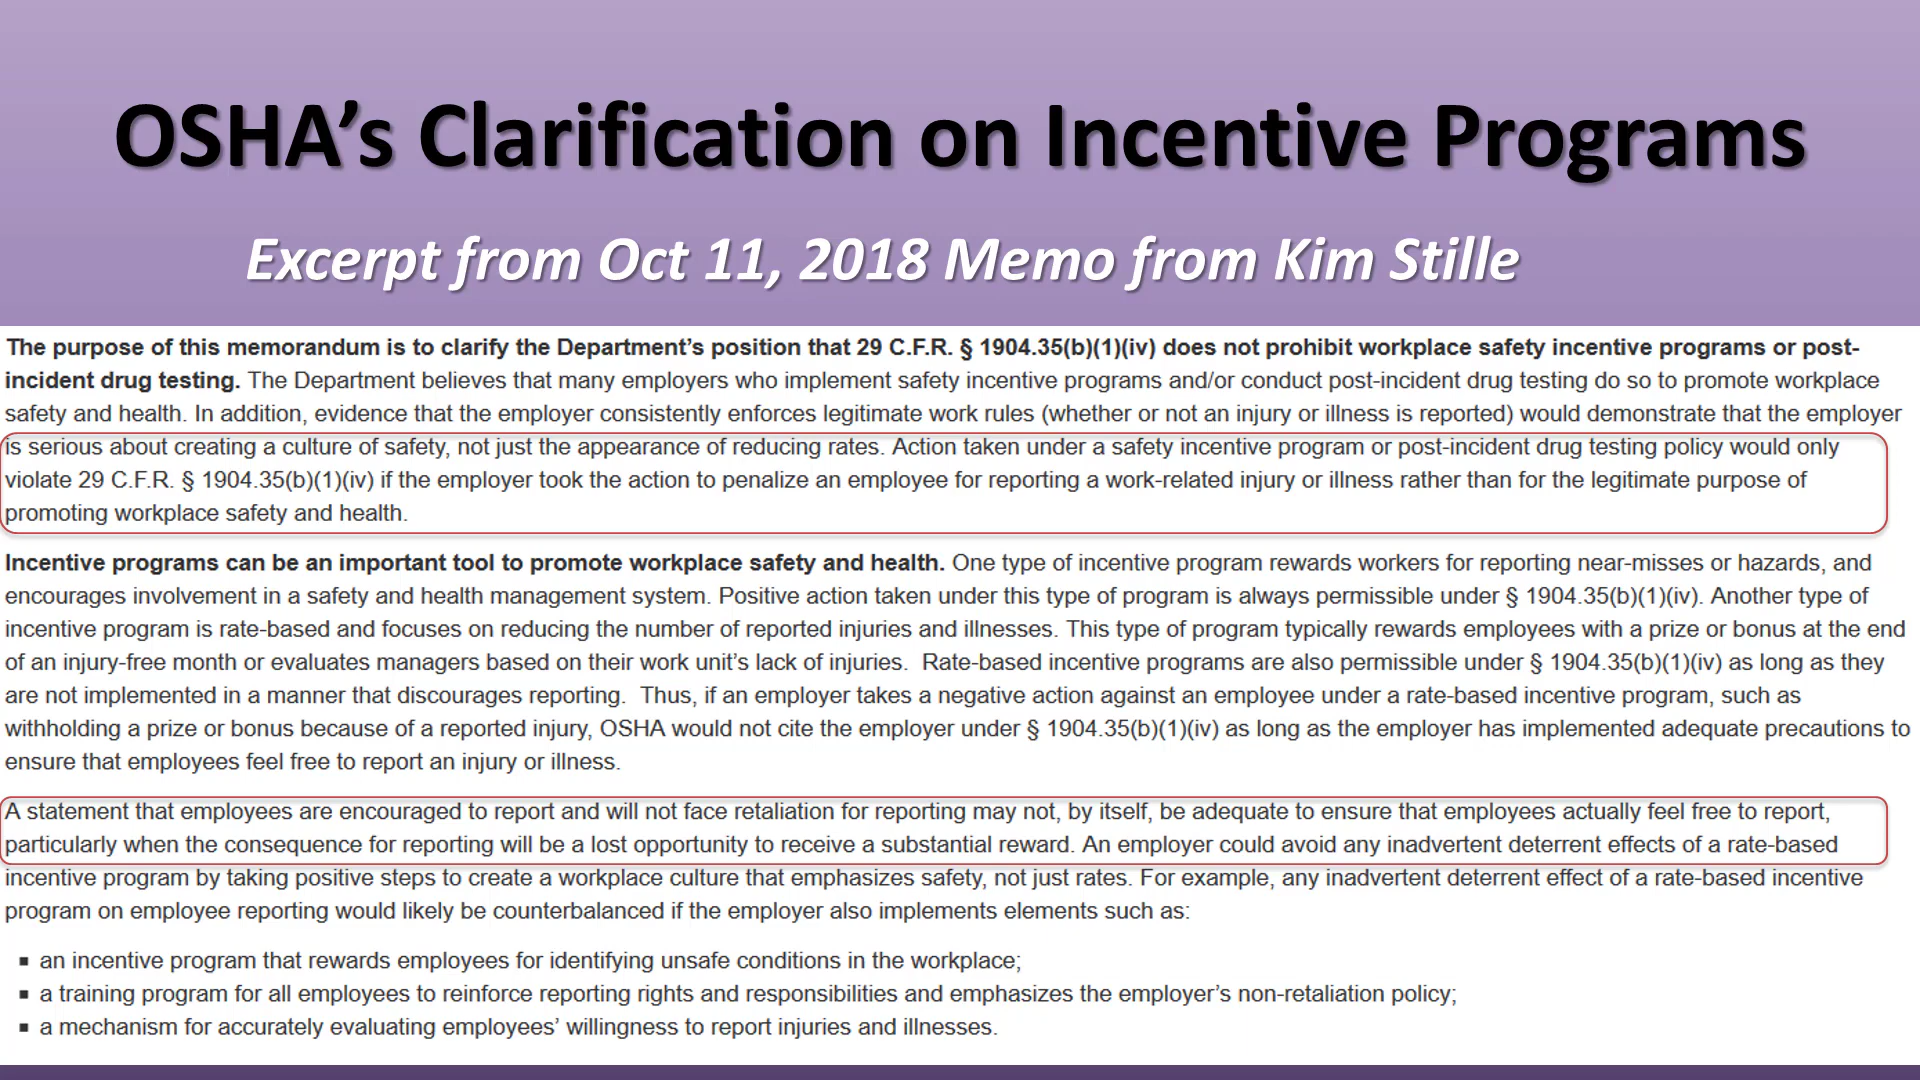 OSHA’s Clarification on Incentive Programs
Excerpt from Oct 11, 2018 Memo from Kim Stille
The purpose of this memorandum is to clarify the Department’s position that 29 C.F.R. § 1904.35(b)(1)(iv) does not prohibit workplace safety incentive programs or post-
incident drug testing. The Department believes that many employers who implement safety incentive programs and/or conduct post-incident drug testing do so to promote workplace
safety and health. In addition, evidence that the employer consistently enforces legitimate work rules (whether or not an injury or illness is reported) would demonstrate that the employer
is serious about creating a culture of safety, not just the appearance of reducing rates. Action taken under a safety incentive program or post-incident drug testing policy would only
violate 29 C.F.R. § 1904.35(b)(1)(iv) if the employer took the action to penalize an employee for reporting a work-related injury or illness rather than for the legitimate purpose of
promoting workplace safety and health.
Incentive programs can be an important tool to promote workplace safety and health. One type of incentive program rewards workers for reporting near-misses or hazards, and
encourages involvement in a safety and health management system. Positive action taken under this type of program is always permissible under § 1904.35(b)(1)(iv). Another type of
incentive program is rate-based and focuses on reducing the number of reported injuries and illnesses. This type of program typically rewards employees with a prize or bonus at the end
of an injury-free month or evaluates managers based on their work unit’s lack of injuries. Rate-based incentive programs are also permissible under § 1904.35(b)(1)(iv) as long as they
are not implemented in a manner that discourages reporting. Thus, if an employer takes a negative action against an employee under a rate-based incentive program, such as
withholding a prize or bonus because of a reported injury, OSHA would not cite the employer under § 1904.35(b)(1)(iv) as long as the employer has implemented adequate precautions to
ensure that employees feel free to report an injury or illness.
A statement that employees are encouraged to report and will not face retaliation for reporting may not, by itself, be adequate to ensure that employees actually feel free to report,
particularly when the consequence for reporting will be a lost opportunity to receive a substantial reward. An employer could avoid any inadvertent deterrent effects of a rate-based
incentive program by taking positive steps to create a workplace culture that emphasizes safety, not just rates. For example, any inadvertent deterrent effect of a rate-based incentive
program on employee reporting would likely be counterbalanced if the employer also implements elements such as:
▪ an incentive program that rewards employees for identifying unsafe conditions in the workplace;
▪ a training program for all employees to reinforce reporting rights and responsibilities and emphasizes the employer’s non-retaliation policy;
▪ a mechanism for accurately evaluating employees’ willingness to report injuries and illnesses.